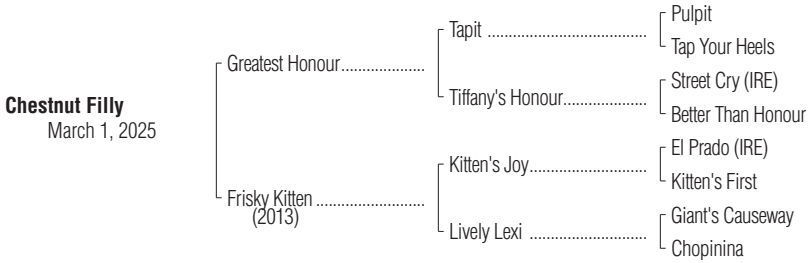 Chestnut Filly
March 1, 2025
Greatest Honour....................
Frisky Kitten ..........................
(2013)
Tapit ......................................
Tiffany's Honour.....................
Kitten's Joy.............................
Lively Lexi .............................
Pulpit
Tap Your Heels
Street Cry (IRE)
Better Than Honour
El Prado (IRE)
Kitten's First
Giant's Causeway
Chopinina